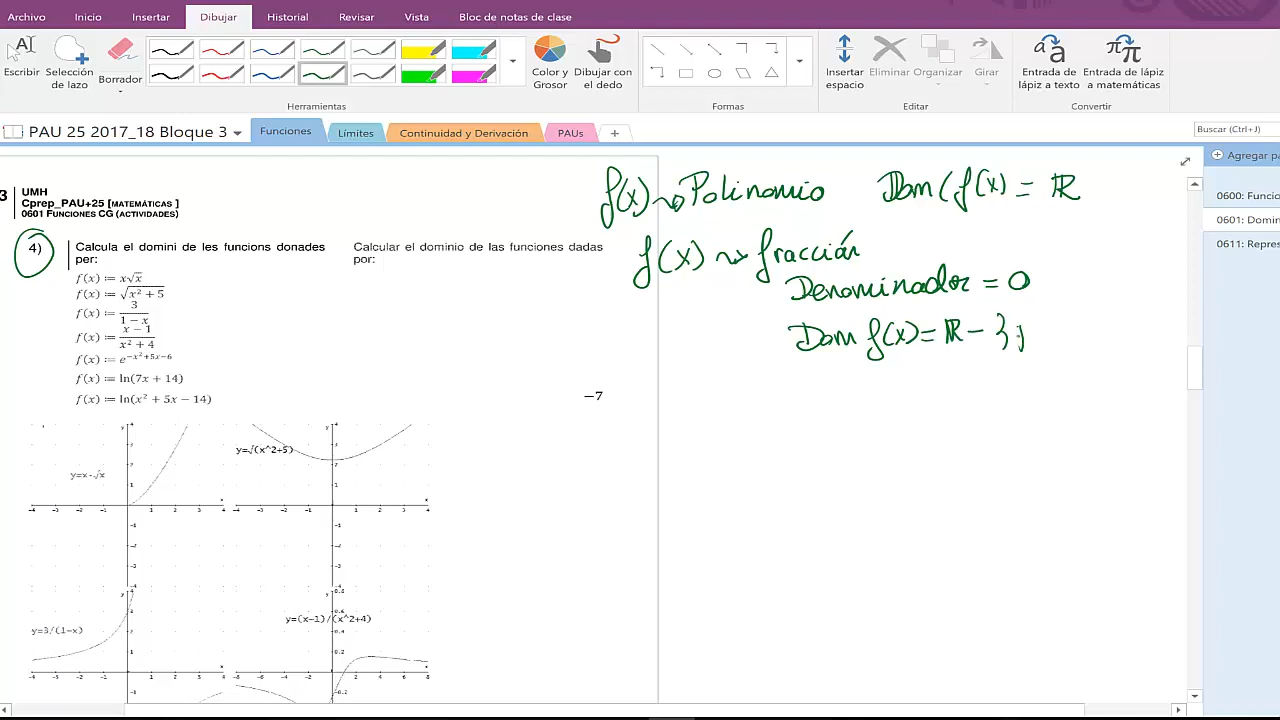 Archivo Inicio Insertar Dibujar Historial Revisar Vista Bloc de notas de clase
Escribir Selección de lazo Borrador Color y Grosor Dibujar con el dedo Insertar espacio Eliminar Organizar Girar Entrada de lápiz a texto Entrada de lápiz a matemáticas
Herramientas Formas Editar Convertir
PAU 25 2017_18 Bloque 3 Funciones Límites Continuidad y Derivación PAUs + Buscar (Ctrl+J)
Agregar pá
0600: Funcio
0601: Domin
0611: Repres
3 UMH
Cprep_PAU+25 [MATEMÁTICAS ]
0601 FUNCIONES CG (ACTIVIDADES)
f(x) ⤳ Polinomio Dom(f(x) = ℝ
4) Calcula el domini de les funcions donades per:
Calcular el dominio de las funciones dadas por:
f(x) ⤳ fracción
Denominador = 0
Dom f(x) = ℝ - }
f(x) ≔ x√x
f(x) ≔ √(x² + 5)
f(x) ≔ 3/(1 − x)
f(x) ≔ (x − 1)/(x² + 4)
f(x) ≔ e^(−x²+5x−6)
f(x) ≔ ln(7x + 14)
f(x) ≔ ln(x² + 5x − 14)
−7
y=x·√x
y=√(x^2+5)
y=3/(1-x)
y=(x-1)/(x^2+4)